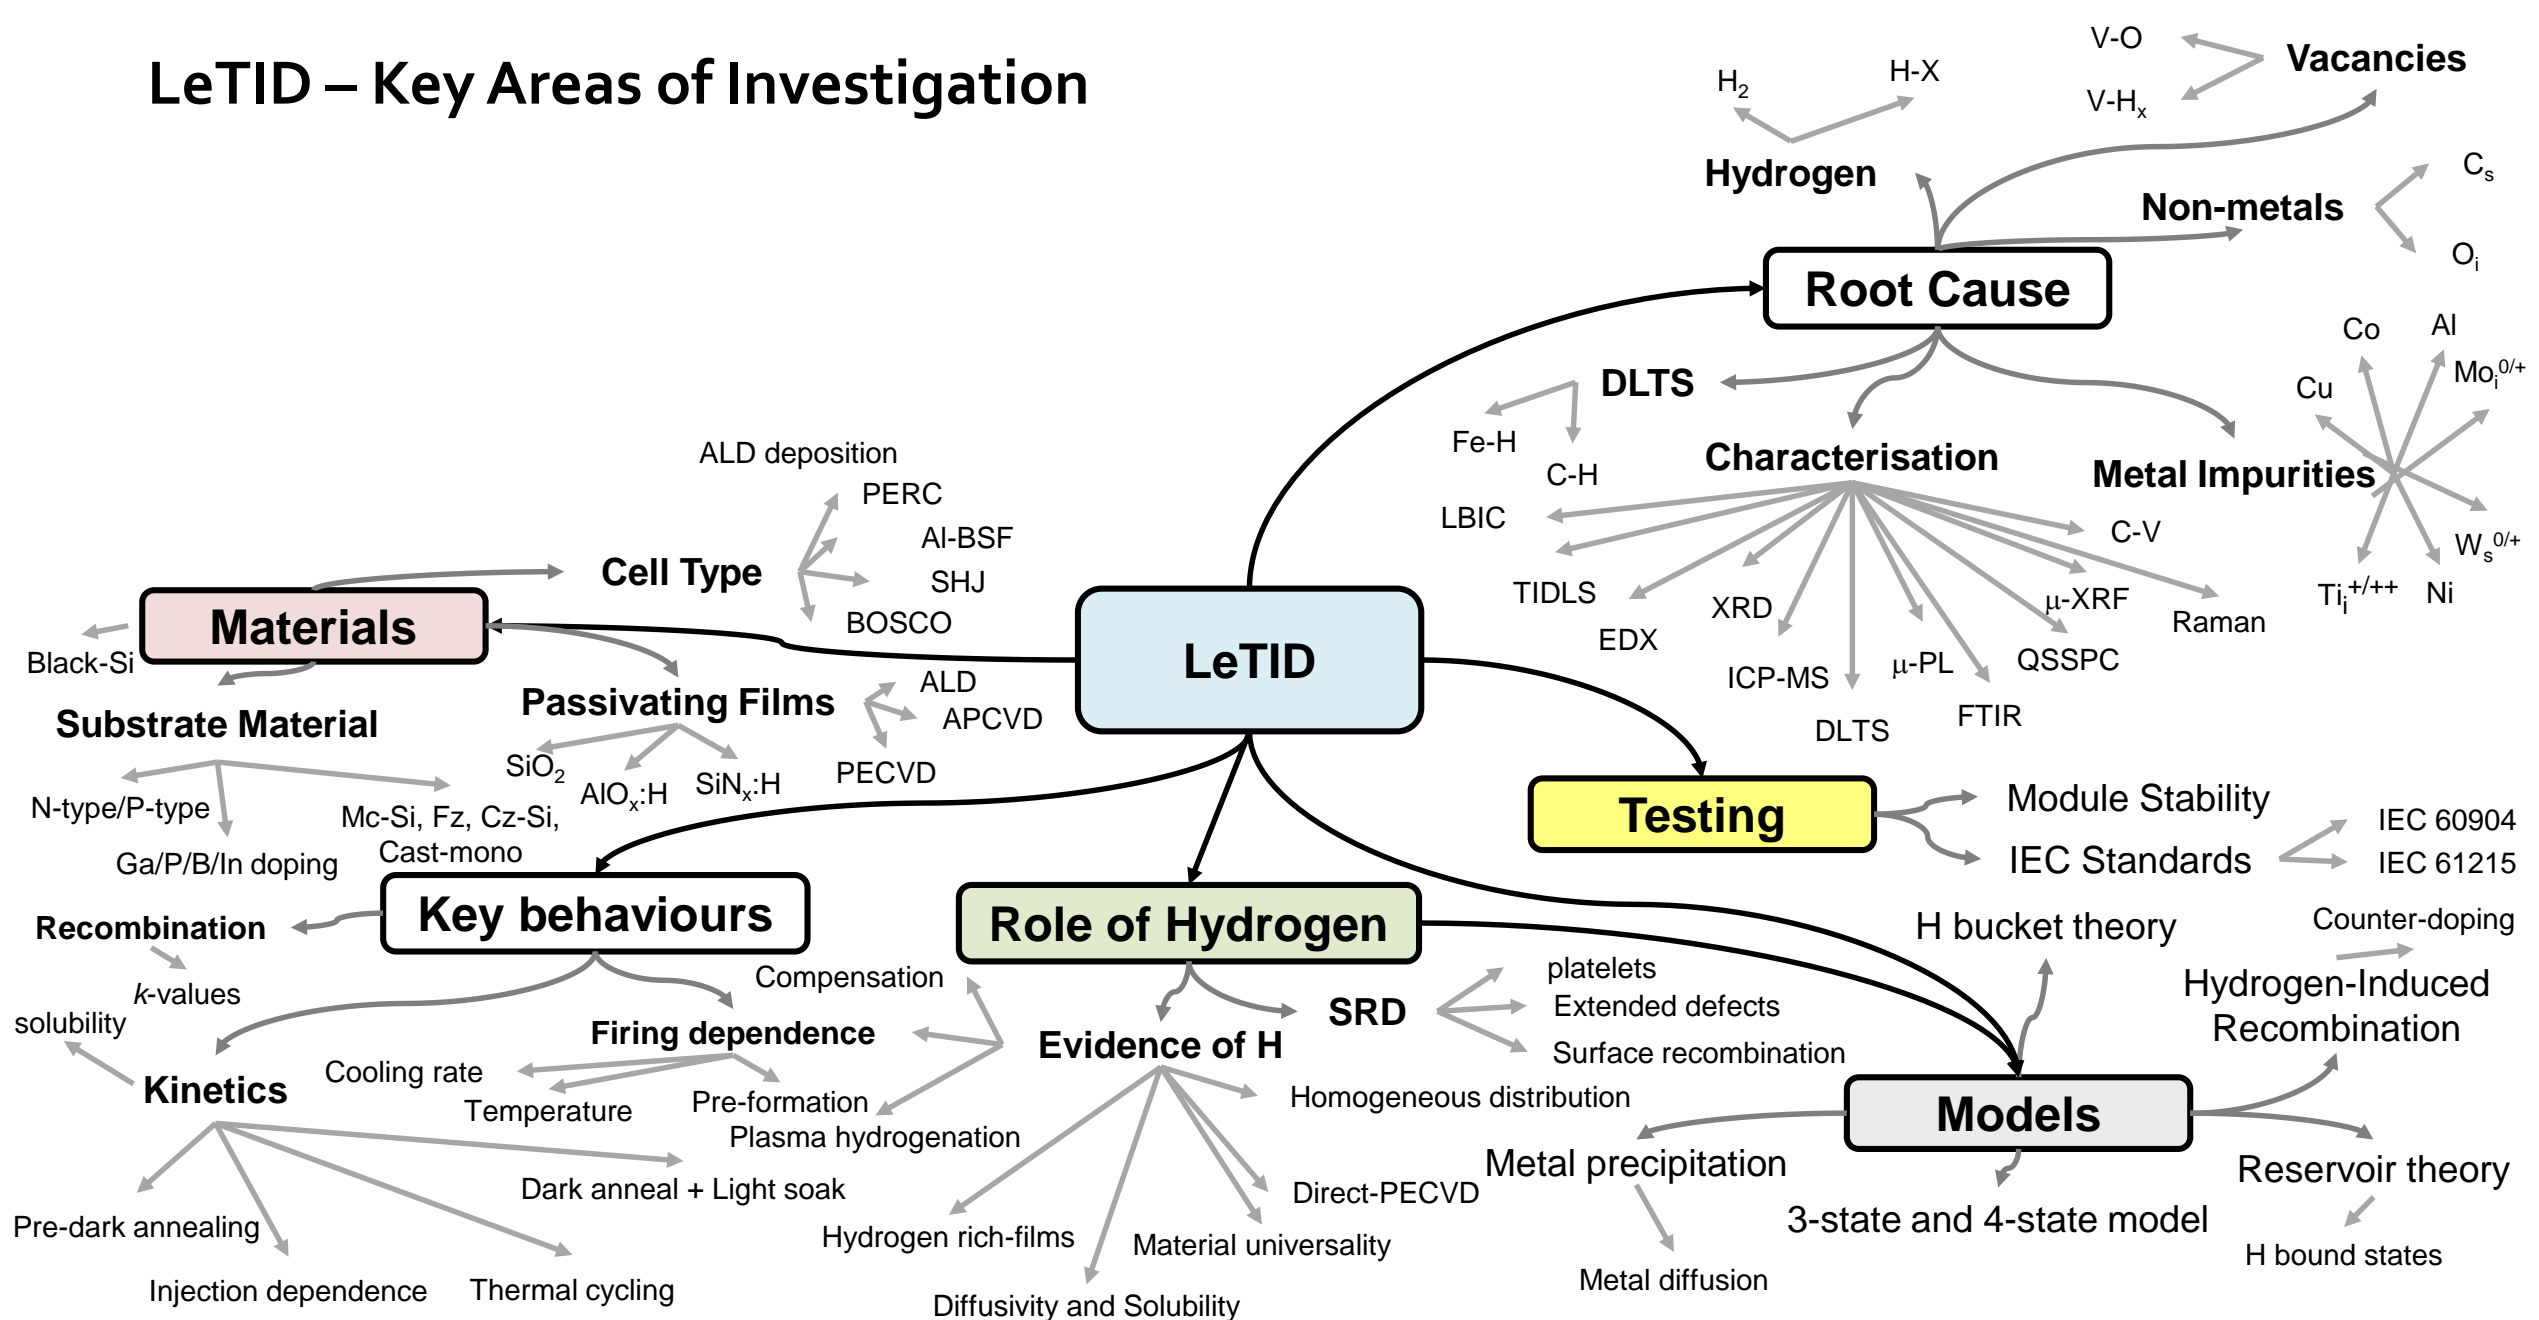 LeTID – Key Areas of Investigation
V-O
Vacancies
V-Hₓ
H₂
H-X
Hydrogen
Non-metals
Cₛ
Oᵢ
Root Cause
DLTS
Fe-H
C-H
Characterisation
LBIC
TIDLS
EDX
XRD
ICP-MS
DLTS
μ-PL
FTIR
QSSPC
μ-XRF
Raman
C-V
Metal Impurities
Cu
Co
Al
Moᵢ⁰/⁺
Wₛ⁰/⁺
Ni
Tiᵢ⁺/⁺⁺
LeTID
Materials
Black-Si
Cell Type
ALD deposition
PERC
Al-BSF
SHJ
BOSCO
Passivating Films
ALD
APCVD
PECVD
SiO₂
AlOₓ:H
SiNₓ:H
Substrate Material
N-type/P-type
Ga/P/B/In doping
Mc-Si, Fz, Cz-Si,
Cast-mono
Testing
Module Stability
IEC Standards
IEC 60904
IEC 61215
Key behaviours
Recombination
k-values
solubility
Kinetics
Pre-dark annealing
Injection dependence
Thermal cycling
Dark anneal + Light soak
Firing dependence
Cooling rate
Temperature
Pre-formation
Role of Hydrogen
Compensation
Evidence of H
Plasma hydrogenation
Hydrogen rich-films
Diffusivity and Solubility
Material universality
Direct-PECVD
Homogeneous distribution
SRD
platelets
Extended defects
Surface recombination
Models
H bucket theory
Counter-doping
Hydrogen-Induced
Recombination
Reservoir theory
H bound states
3-state and 4-state model
Metal precipitation
Metal diffusion